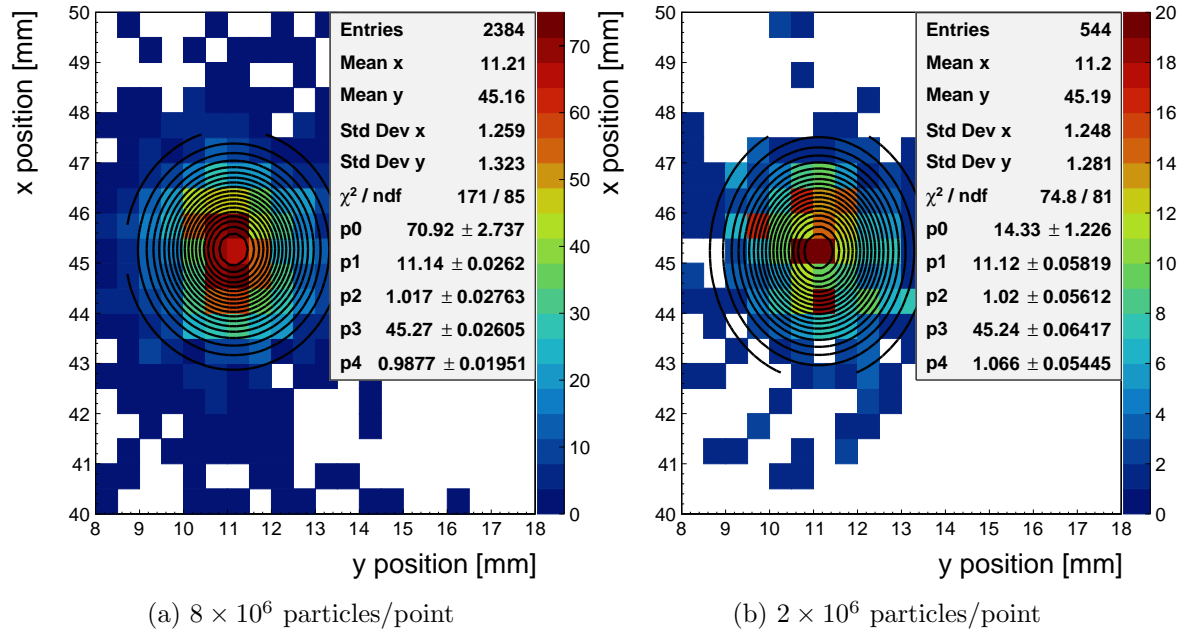 x position [mm]
50
49
48
47
46
45
44
43
42
41
40
8 9 10 11 12 13 14 15 16 17 18
y position [mm]
Entries 2384
Mean x 11.21
Mean y 45.16
Std Dev x 1.259
Std Dev y 1.323
χ² / ndf 171 / 85
p0 70.92 ± 2.737
p1 11.14 ± 0.0262
p2 1.017 ± 0.02763
p3 45.27 ± 0.02605
p4 0.9877 ± 0.01951
70
60
50
40
30
20
10
0
(a) 8 × 10⁶ particles/point
x position [mm]
50
49
48
47
46
45
44
43
42
41
40
8 9 10 11 12 13 14 15 16 17 18
y position [mm]
Entries 544
Mean x 11.2
Mean y 45.19
Std Dev x 1.248
Std Dev y 1.281
χ² / ndf 74.8 / 81
p0 14.33 ± 1.226
p1 11.12 ± 0.05819
p2 1.02 ± 0.05612
p3 45.24 ± 0.06417
p4 1.066 ± 0.05445
20
18
16
14
12
10
8
6
4
2
0
(b) 2 × 10⁶ particles/point